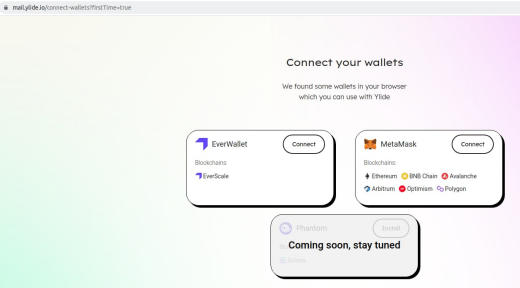 mail.ylide.io/connect-wallets?firstTime=true
Connect your wallets
We found some wallets in your browser
which you can use with Ylide
EverWallet Connect
Blockchains:
EverScale
MetaMask Connect
Blockchains:
Ethereum BNB Chain Avalanche
Arbitrum Optimism Polygon
Phantom Install
Coming soon, stay tuned